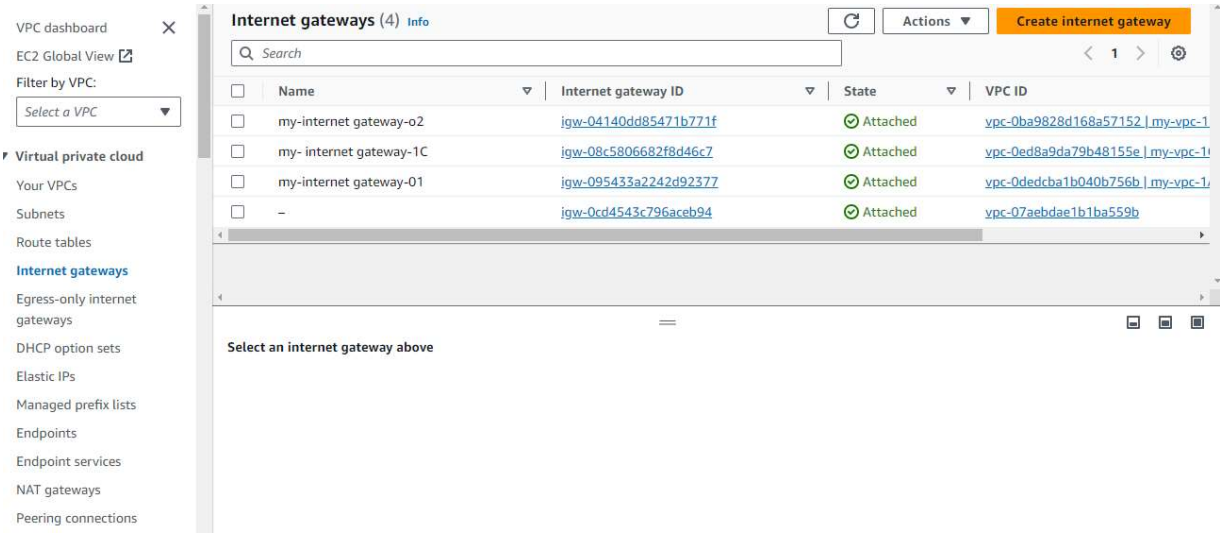 VPC dashboard
EC2 Global View
Filter by VPC:
Select a VPC
Virtual private cloud
Your VPCs
Subnets
Route tables
Internet gateways
Egress-only internet
gateways
DHCP option sets
Elastic IPs
Managed prefix lists
Endpoints
Endpoint services
NAT gateways
Peering connections
Internet gateways (4) Info
Actions
Create internet gateway
Search
1
Name Internet gateway ID State VPC ID
my-internet gateway-o2 igw-04140dd85471b771f Attached vpc-0ba9828d168a57152 | my-vpc-1
my- internet gateway-1C igw-08c5806682f8d46c7 Attached vpc-0ed8a9da79b48155e | my-vpc-1
my-internet gateway-01 igw-095433a2242d92377 Attached vpc-0dedcba1b040b756b | my-vpc-1
– igw-0cd4543c796aceb94 Attached vpc-07aebdae1b1ba559b
Select an internet gateway above